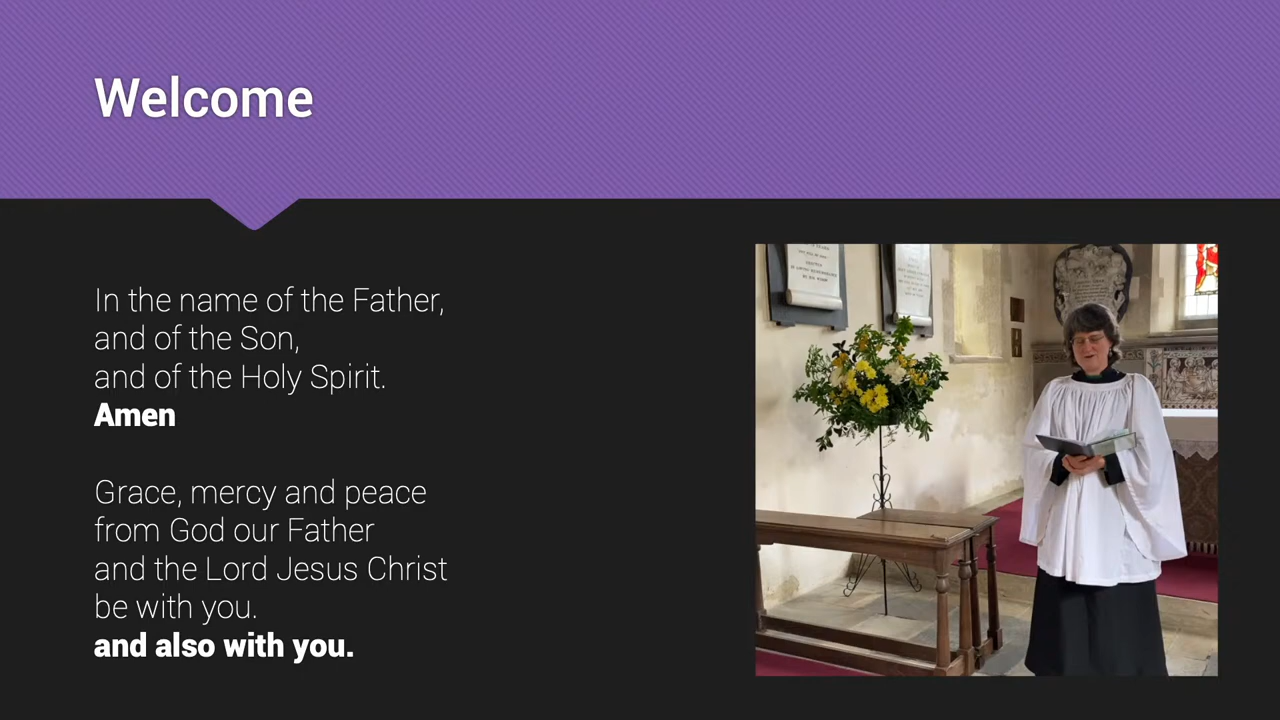 Welcome
In the name of the Father,
and of the Son,
and of the Holy Spirit.
Amen
Grace, mercy and peace
from God our Father
and the Lord Jesus Christ
be with you.
and also with you.